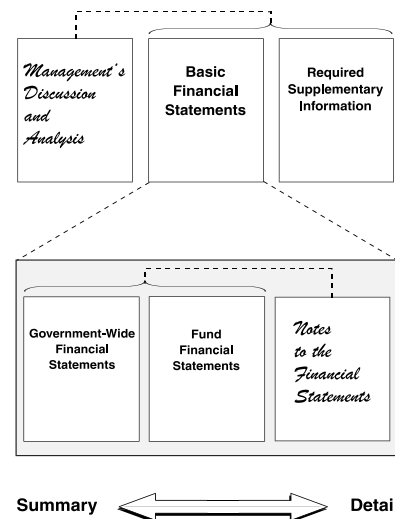 Management's
Discussion
and
Analysis
Basic
Financial
Statements
Required
Supplementary
Information
Government-Wide
Financial
Statements
Fund
Financial
Statements
Notes
to the
Financial
Statements
Summary
Detai